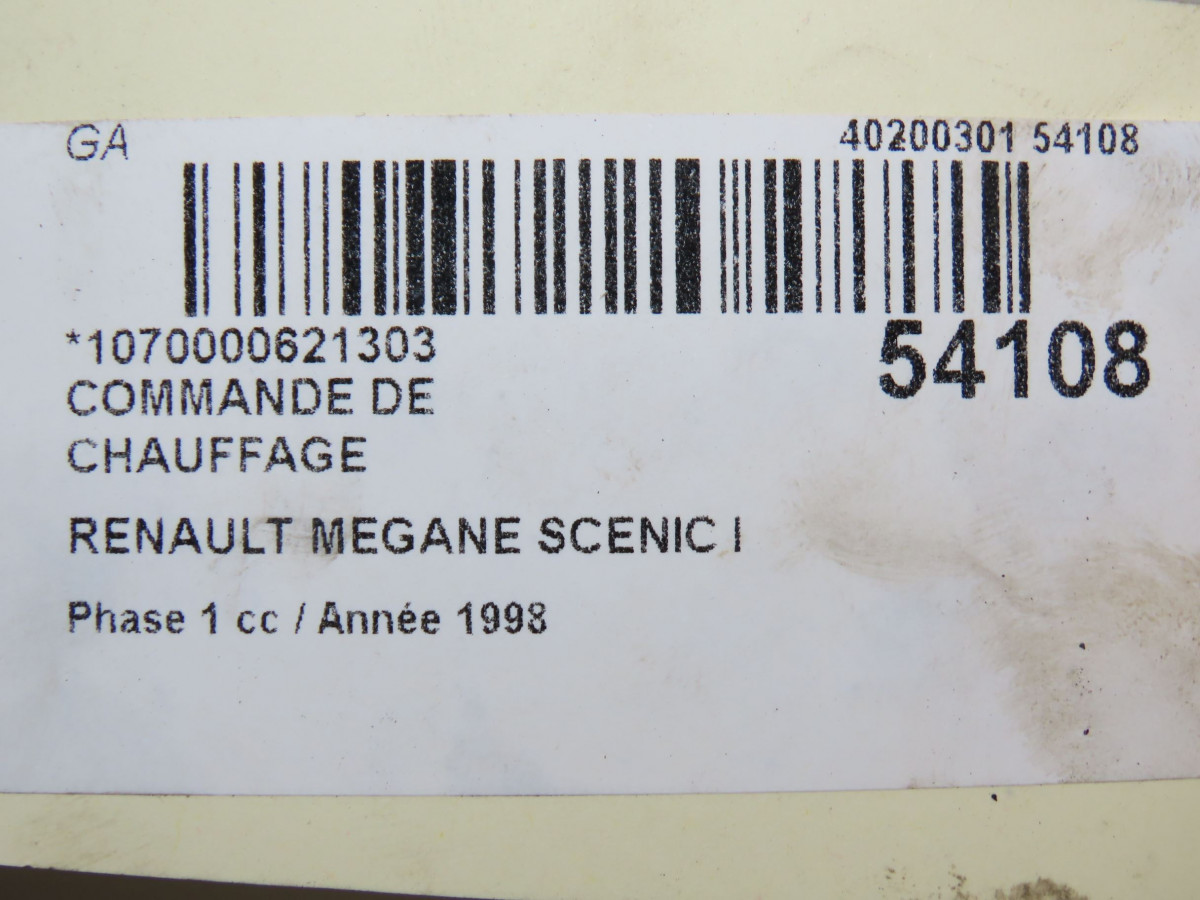 GA 40200301 54108
*1070000621303 54108
COMMANDE DE
CHAUFFAGE
RENAULT MEGANE SCENIC I
Phase 1 cc / Année 1998